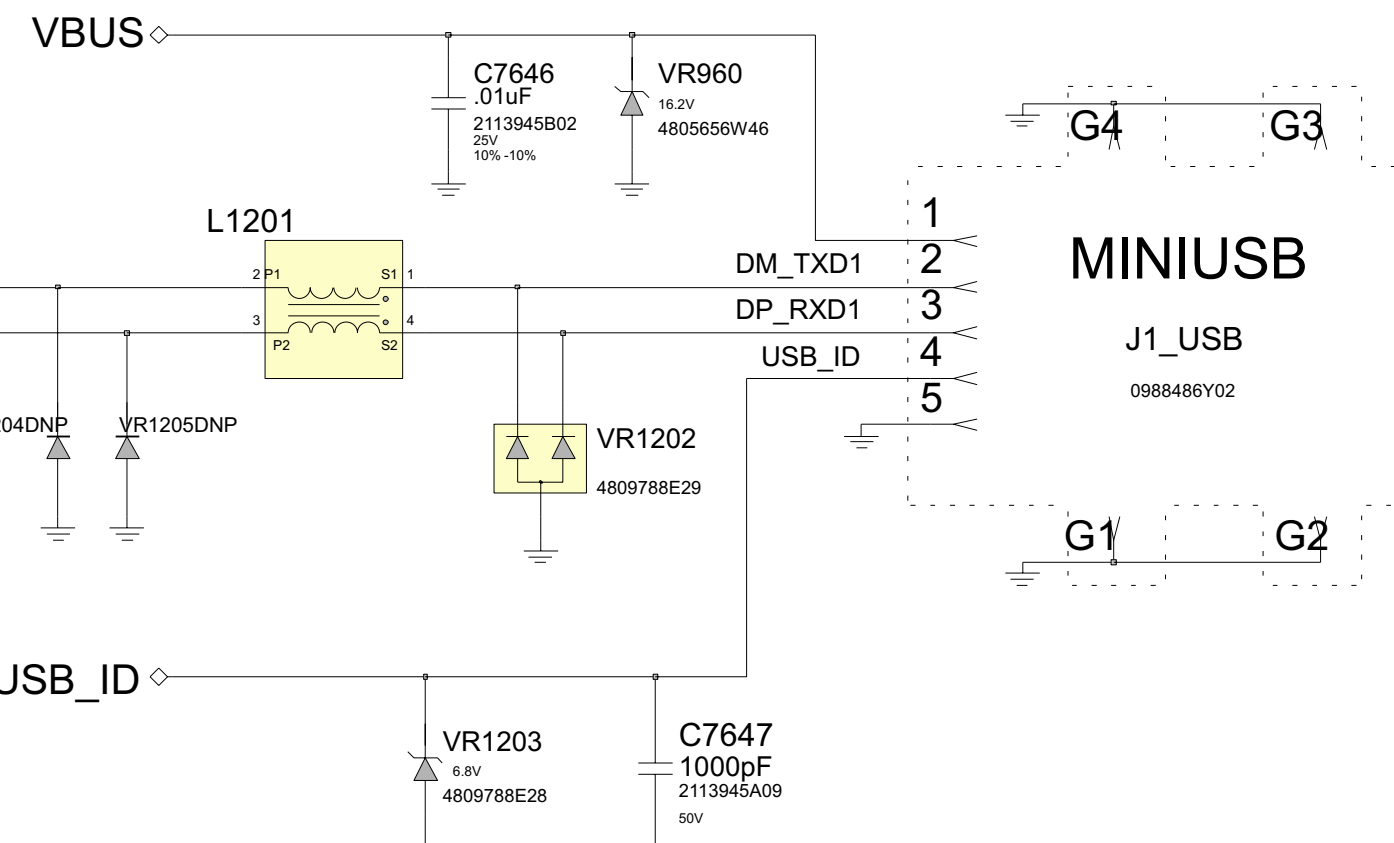 VBUS
C7646
.01uF
2113945B02
25V
10% -10%
VR960
16.2V
4805656W46
G4
G3
L1201
2 P1
S1 1
3
4
P2
S2
DM_TXD1
DP_RXD1
USB_ID
1
2
3
4
5
MINIUSB
J1_USB
0988486Y02
04DNP
VR1205DNP
VR1202
4809788E29
G1
G2
USB_ID
VR1203
6.8V
4809788E28
C7647
1000pF
2113945A09
50V